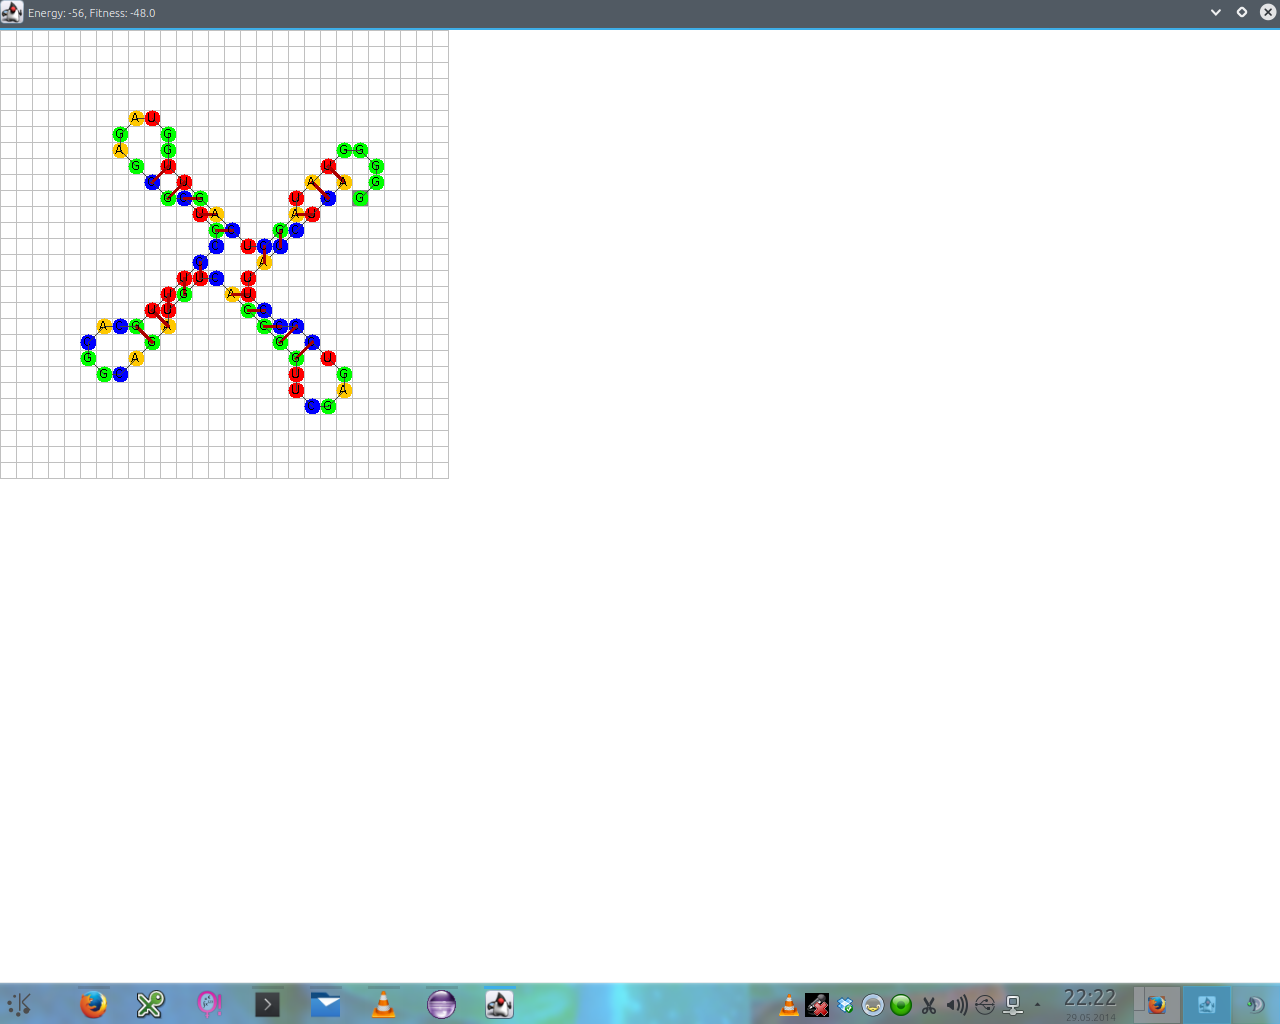 Energy: -56, Fitness: -48.0
A U
G G
A G G G
G U U G
U A A G
G U G U G
U A A U
G G
U
A
U U U
U G A U
U U G
A G G
A G G U
G A G G
G U A
U G
22:22
29.05.2014